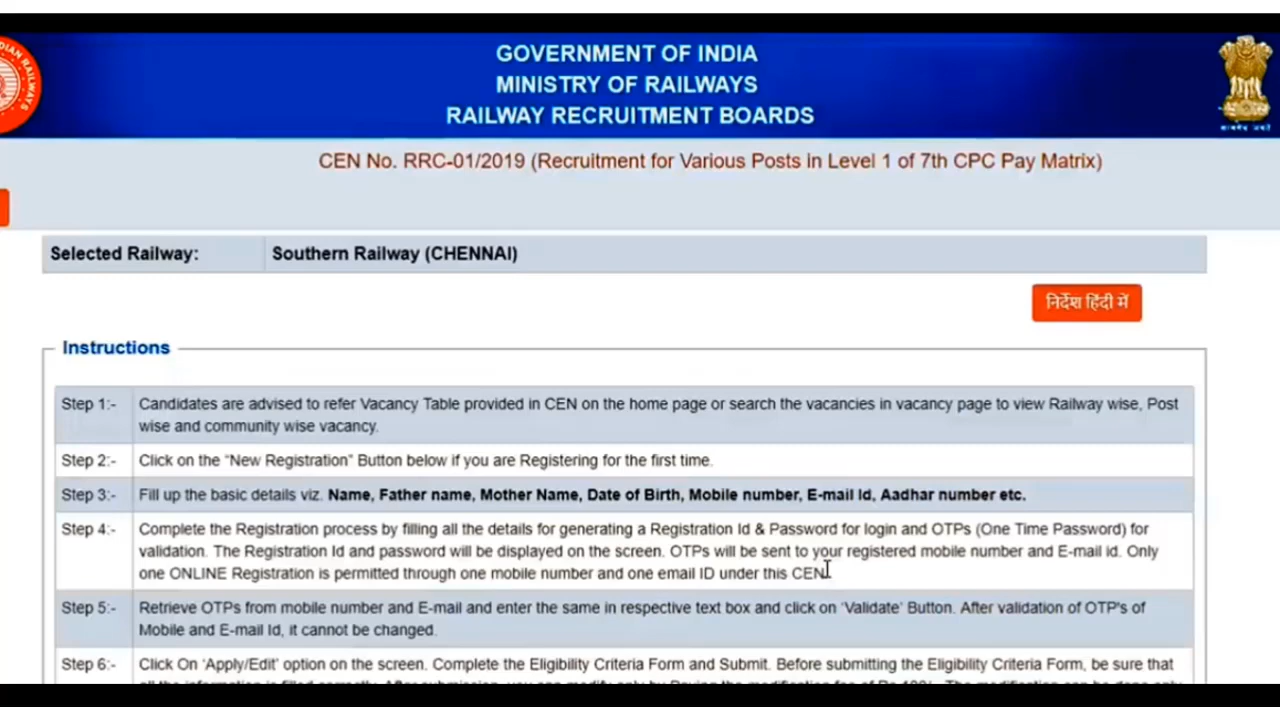 GOVERNMENT OF INDIA
MINISTRY OF RAILWAYS
RAILWAY RECRUITMENT BOARDS
CEN No. RRC-01/2019 (Recruitment for Various Posts in Level 1 of 7th CPC Pay Matrix)
Selected Railway: Southern Railway (CHENNAI)
निर्देश हिंदी में
Instructions
Step 1:- Candidates are advised to refer Vacancy Table provided in CEN on the home page or search the vacancies in vacancy page to view Railway wise, Post
wise and community wise vacancy.
Step 2:- Click on the "New Registration" Button below if you are Registering for the first time.
Step 3:- Fill up the basic details viz. Name, Father name, Mother Name, Date of Birth, Mobile number, E-mail Id, Aadhar number etc.
Step 4:- Complete the Registration process by filling all the details for generating a Registration Id & Password for login and OTPs (One Time Password) for
validation. The Registration Id and password will be displayed on the screen. OTPs will be sent to your registered mobile number and E-mail id. Only
one ONLINE Registration is permitted through one mobile number and one email ID under this CEN
Step 5:- Retrieve OTPs from mobile number and E-mail and enter the same in respective text box and click on 'Validate' Button. After validation of OTP's of
Mobile and E-mail Id, it cannot be changed.
Step 6:- Click On 'Apply/Edit' option on the screen. Complete the Eligibility Criteria Form and Submit. Before submitting the Eligibility Criteria Form, be sure that